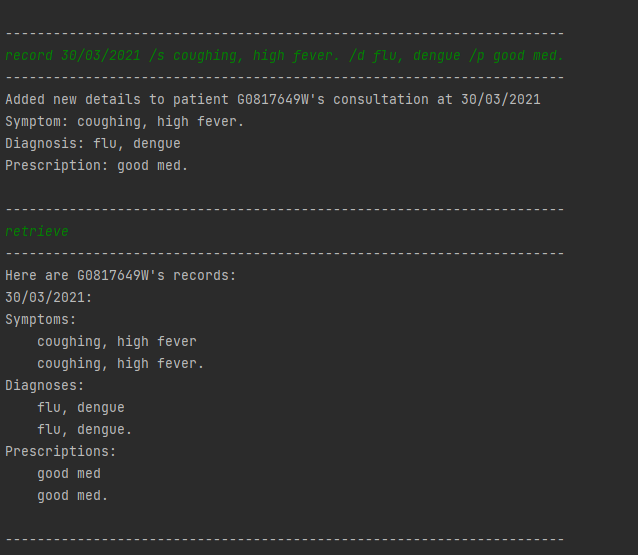 ----------------------------------------------------------------------
record 30/03/2021 /s coughing, high fever. /d flu, dengue /p good med.
----------------------------------------------------------------------
Added new details to patient G0817649W's consultation at 30/03/2021
Symptom: coughing, high fever.
Diagnosis: flu, dengue
Prescription: good med.
----------------------------------------------------------------------
retrieve
----------------------------------------------------------------------
Here are G0817649W's records:
30/03/2021:
Symptoms:
    coughing, high fever
    coughing, high fever.
Diagnoses:
    flu, dengue
    flu, dengue.
Prescriptions:
    good med
    good med.
----------------------------------------------------------------------